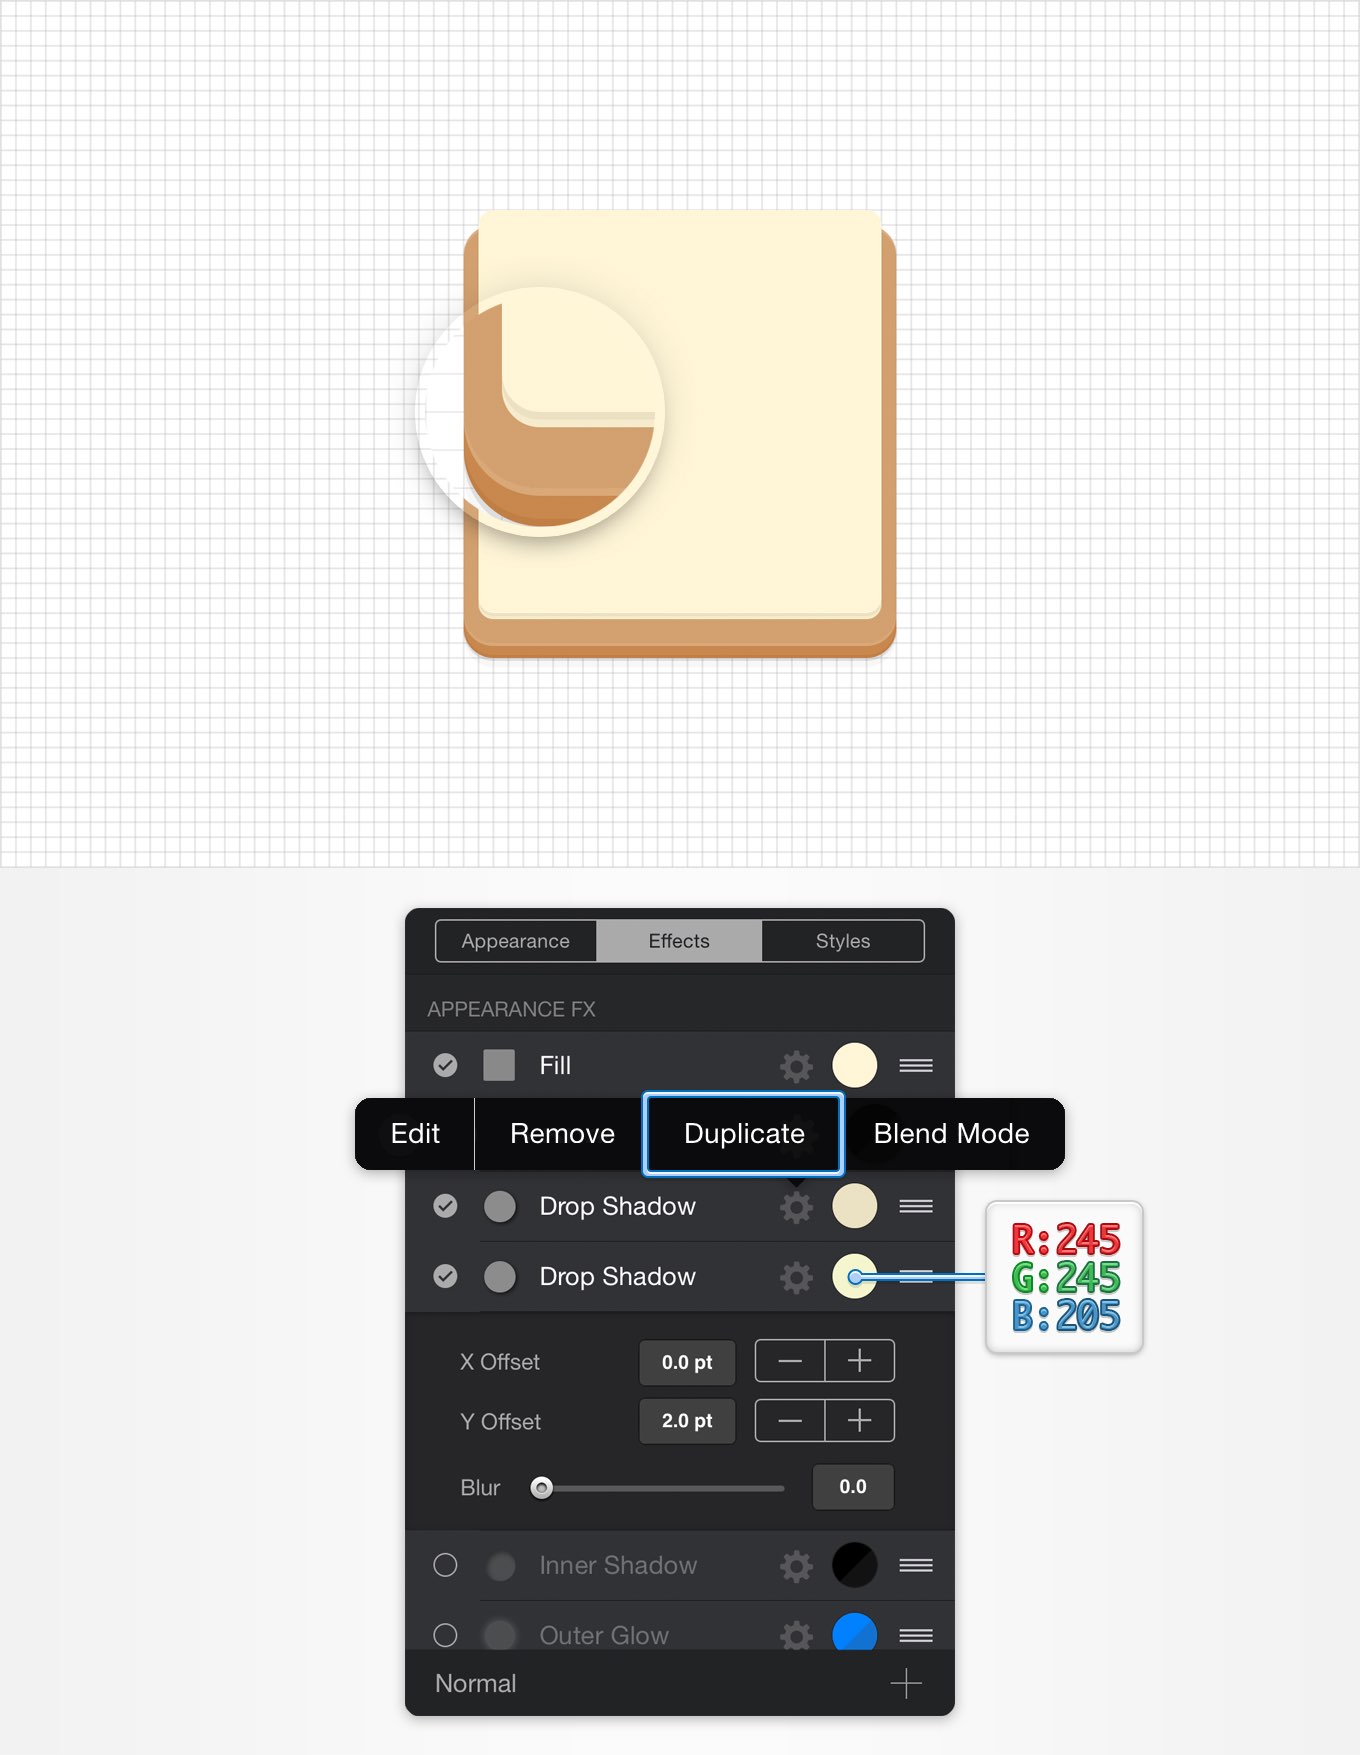 Appearance Effects Styles
APPEARANCE FX
Fill
Edit Remove Duplicate Blend Mode
Drop Shadow
Drop Shadow
R:245
G:245
B:205
X Offset 0.0 pt
Y Offset 2.0 pt
Blur 0.0
Inner Shadow
Outer Glow
Normal